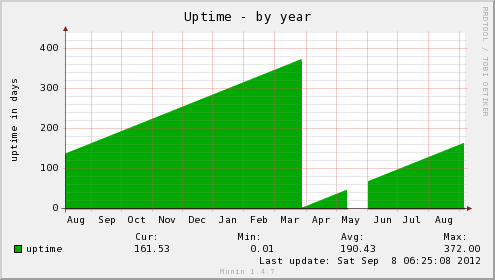 Uptime - by year
RRDTOOL / TOBI OETIKER
uptime in days
400
300
200
100
0
Aug Sep Oct Nov Dec Jan Feb Mar Apr May Jun Jul Aug
Cur: Min: Avg: Max:
uptime 161.53 0.01 190.43 372.00
Last update: Sat Sep 8 06:25:08 2012
Munin 1.4.7